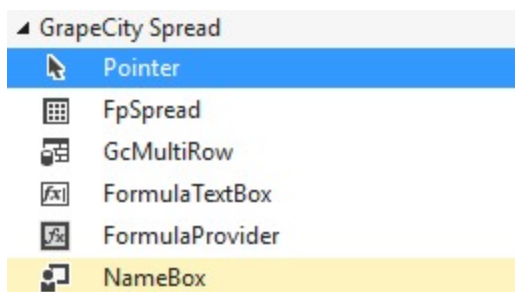 GrapeCity Spread
Pointer
FpSpread
GcMultiRow
FormulaTextBox
FormulaProvider
NameBox